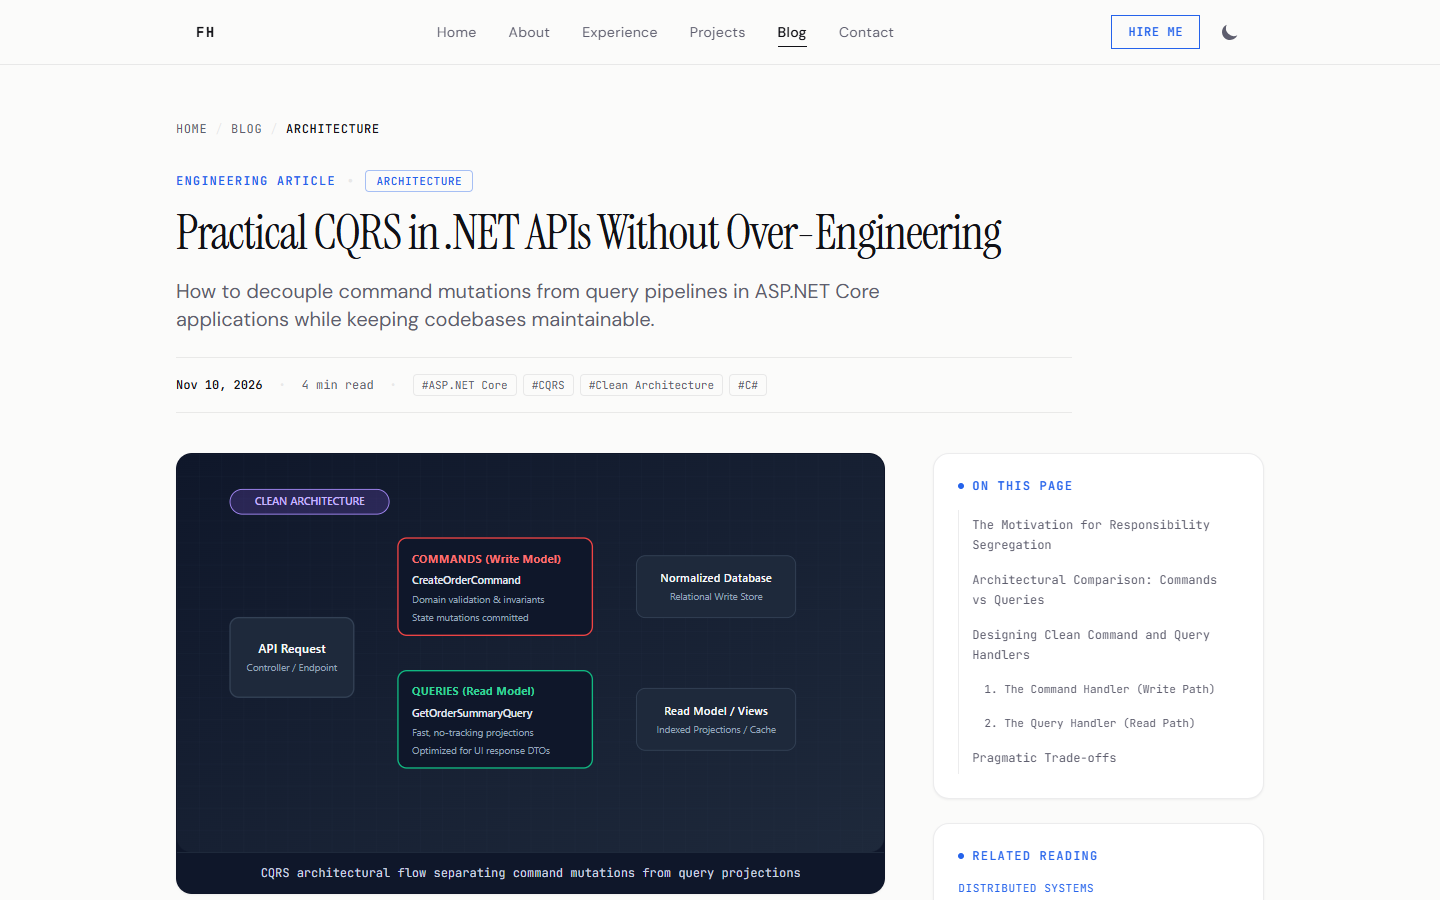 FH
Home
About
Experience
Projects
Blog
Contact
HIRE ME
HOME / BLOG / ARCHITECTURE
ENGINEERING ARTICLE • ARCHITECTURE
Practical CQRS in .NET APIs Without Over-Engineering
How to decouple command mutations from query pipelines in ASP.NET Core
applications while keeping codebases maintainable.
Nov 10, 2026 • 4 min read • #ASP.NET Core #CQRS #Clean Architecture #C#
CLEAN ARCHITECTURE
API Request
Controller / Endpoint
COMMANDS (Write Model)
CreateOrderCommand
Domain validation & invariants
State mutations committed
Normalized Database
Relational Write Store
QUERIES (Read Model)
GetOrderSummaryQuery
Fast, no-tracking projections
Optimized for UI response DTOs
Read Model / Views
Indexed Projections / Cache
CQRS architectural flow separating command mutations from query projections
ON THIS PAGE
The Motivation for Responsibility
Segregation
Architectural Comparison: Commands
vs Queries
Designing Clean Command and Query
Handlers
1. The Command Handler (Write Path)
2. The Query Handler (Read Path)
Pragmatic Trade-offs
RELATED READING
DISTRIBUTED SYSTEMS